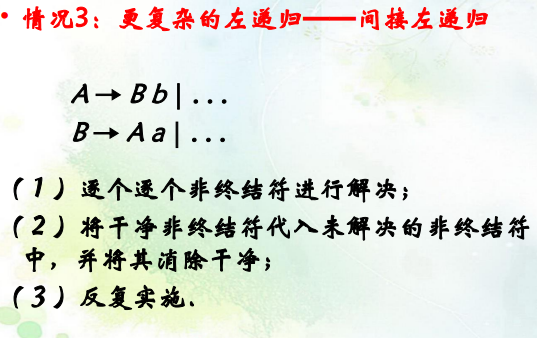 • 情况3：更复杂的左递归——间接左递归
A → B b | ...
B → A a | ...
（1）逐个逐个非终结符进行解决；
（2）将干净非终结符代入未解决的非终结符
中，并将其消除干净；
（3）反复实施.